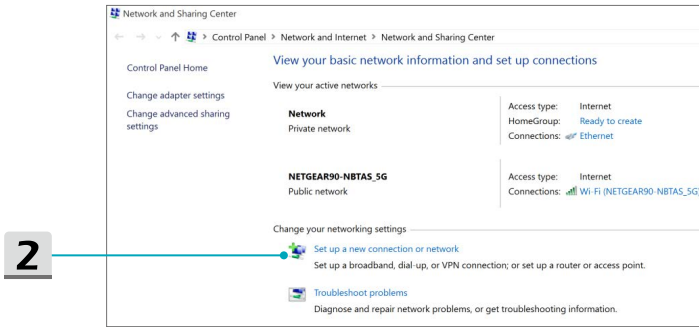 Network and Sharing Center
Control Panel > Network and Internet > Network and Sharing Center
Control Panel Home
Change adapter settings
Change advanced sharing
settings
View your basic network information and set up connections
View your active networks
Network
Private network
Access type: Internet
HomeGroup: Ready to create
Connections: Ethernet
NETGEAR90-NBTAS_5G
Public network
Access type: Internet
Connections: Wi-Fi (NETGEAR90-NBTAS_5G)
Change your networking settings
2
Set up a new connection or network
Set up a broadband, dial-up, or VPN connection; or set up a router or access point.
Troubleshoot problems
Diagnose and repair network problems, or get troubleshooting information.